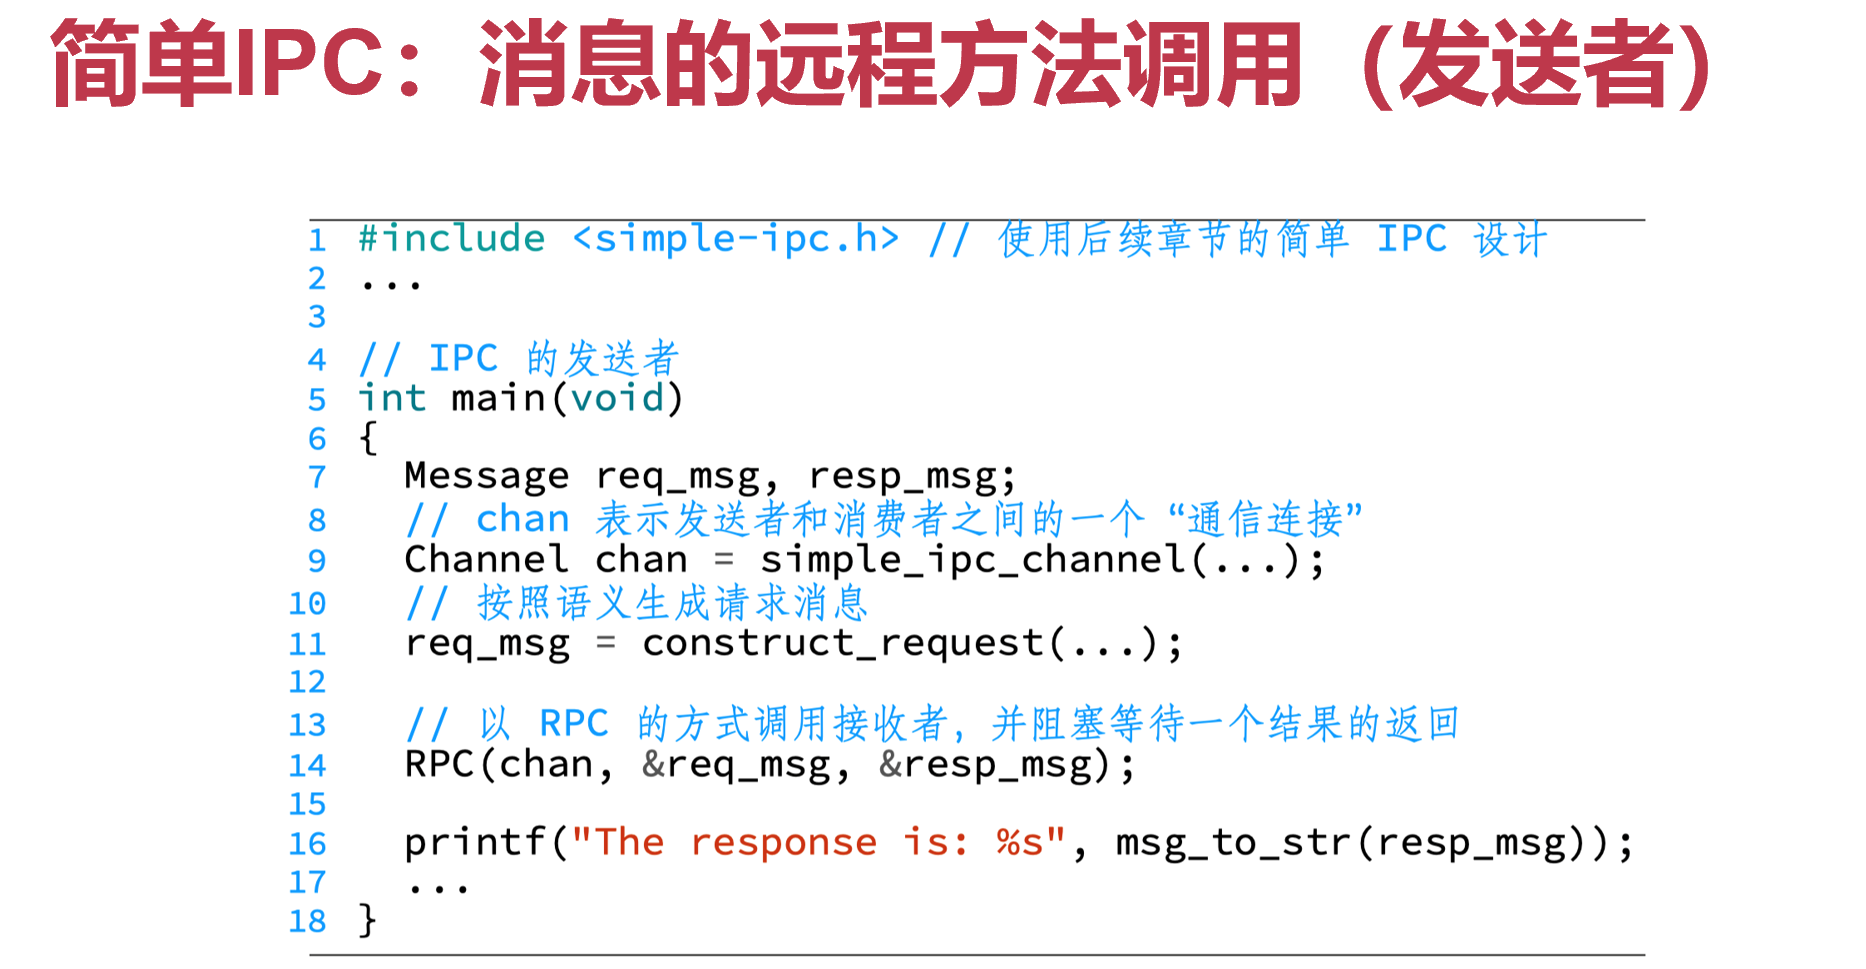 简单IPC：消息的远程方法调用（发送者）
1 #include <simple-ipc.h> // 使用后续章节的简单 IPC 设计
2 ...
3
4 // IPC 的发送者
5 int main(void)
6 {
7 Message req_msg, resp_msg;
8 // chan 表示发送者和消费者之间的一个“通信连接”
9 Channel chan = simple_ipc_channel(...);
10 // 按照语义生成请求消息
11 req_msg = construct_request(...);
12
13 // 以 RPC 的方式调用接收者，并阻塞等待一个结果的返回
14 RPC(chan, &req_msg, &resp_msg);
15
16 printf("The response is: %s", msg_to_str(resp_msg));
17 ...
18 }